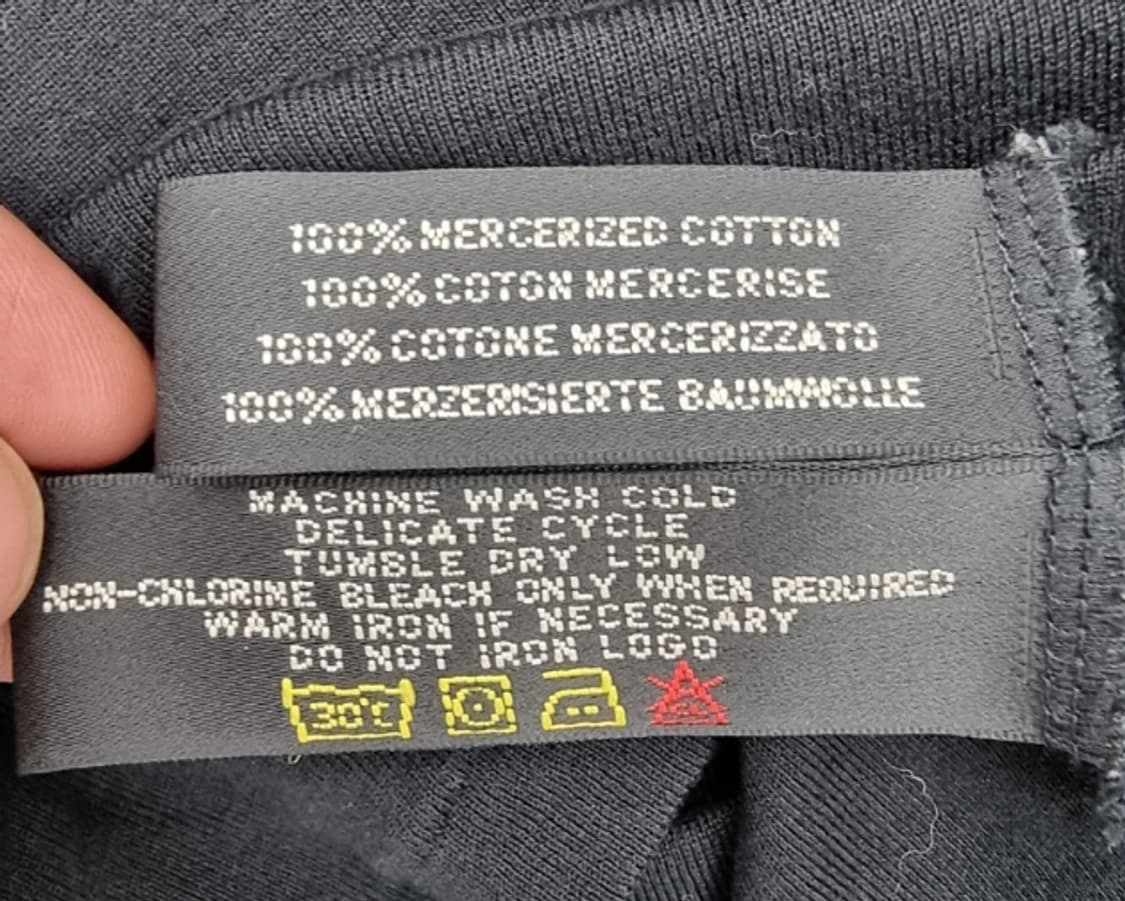 100% MERCERIZED COTTON
100% COTON MERCERISE
100% COTONE MERCERIZZATO
100% MERZERISIERTE BAUMWOLLE
MACHINE WASH COLD
DELICATE CYCLE
TUMBLE DRY LOW
NON-CHLORINE BLEACH ONLY WHEN REQUIRED
WARM IRON IF NECESSARY
DO NOT IRON LOGO
30°C